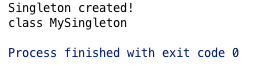 Singleton created!
class MySingleton
Process finished with exit code 0